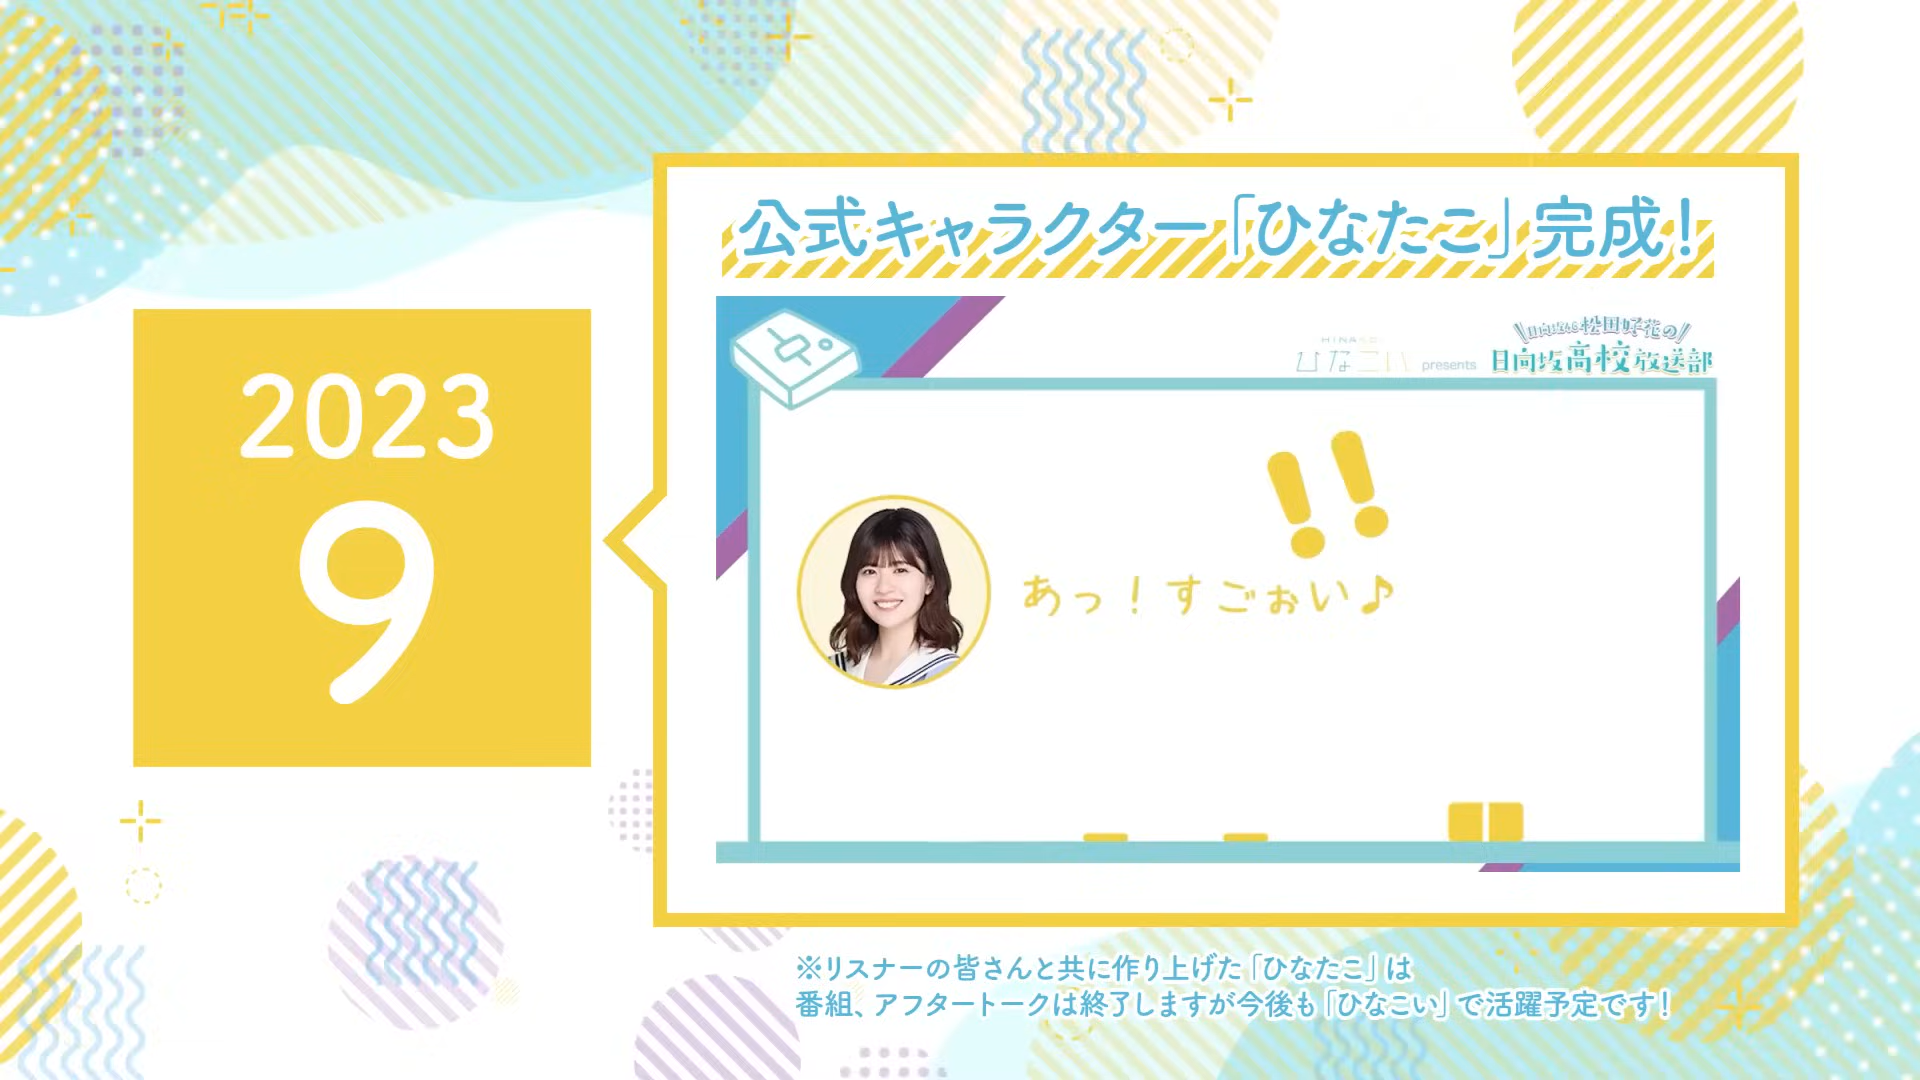 公式キャラクター「ひなたこ」完成！
2023
9
HINAKOI
ひなこい presents
日向坂46 松田好花の
日向坂高校放送部
!!
あっ！すごぉい♪
※リスナーの皆さんと共に作り上げた「ひなたこ」は
番組、アフタートークは終了しますが今後も「ひなこい」で活躍予定です！